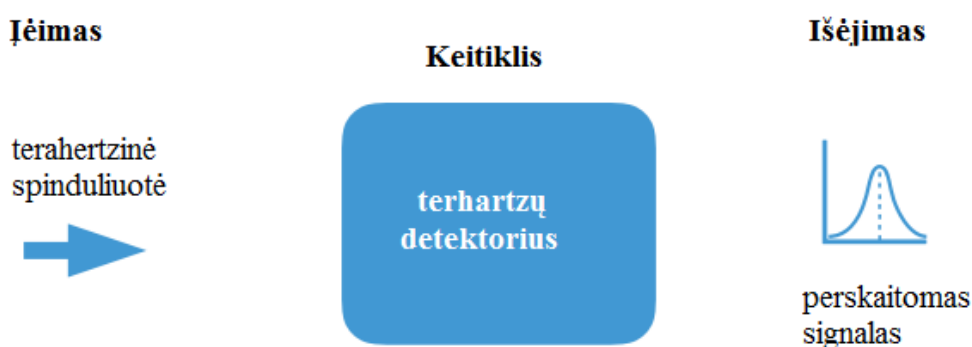 Įėimas
Keitiklis
Išėjimas
terahertzinė
spinduliuotė
terhartzų
detektorius
perskaitomas
signalas